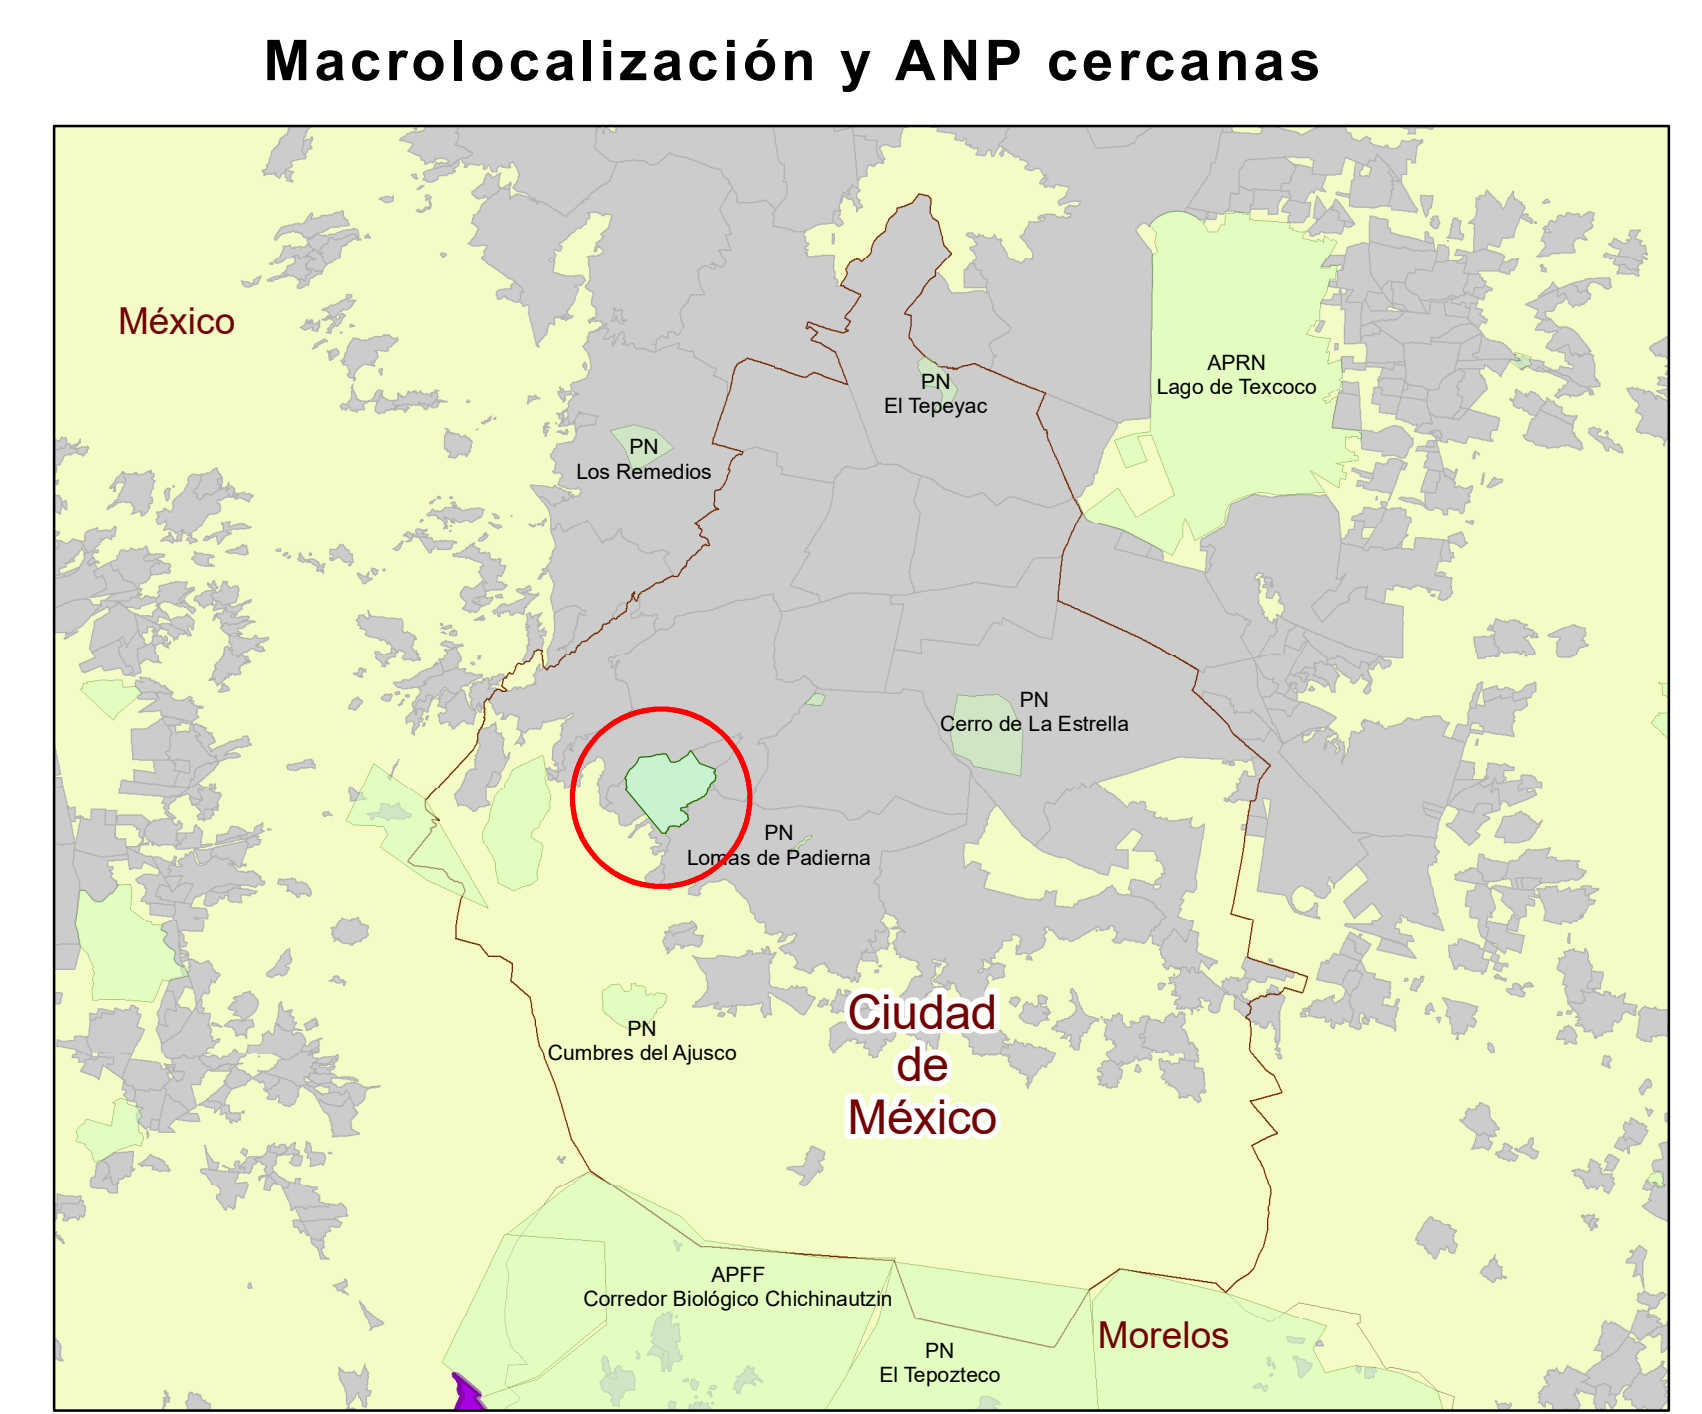 Macrolocalización y ANP cercanas
México
APRN
Lago de Texcoco
PN
El Tepeyac
PN
Los Remedios
PN
Cerro de La Estrella
PN
Lomas de Padierna
Ciudad
de
México
PN
Cumbres del Ajusco
APFF
Corredor Biológico Chichinautzin
Morelos
PN
El Tepozteco